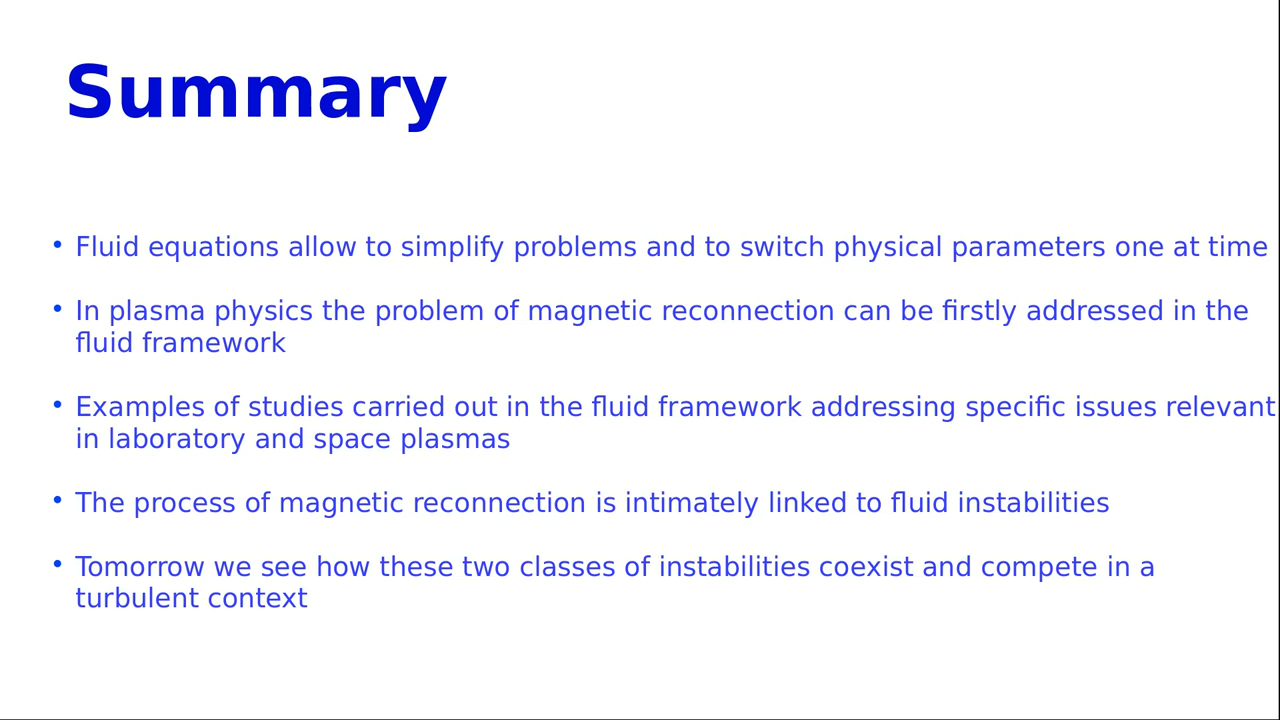 Summary
• Fluid equations allow to simplify problems and to switch physical parameters one at time
• In plasma physics the problem of magnetic reconnection can be firstly addressed in the
fluid framework
• Examples of studies carried out in the fluid framework addressing specific issues relevant
in laboratory and space plasmas
• The process of magnetic reconnection is intimately linked to fluid instabilities
• Tomorrow we see how these two classes of instabilities coexist and compete in a
turbulent context